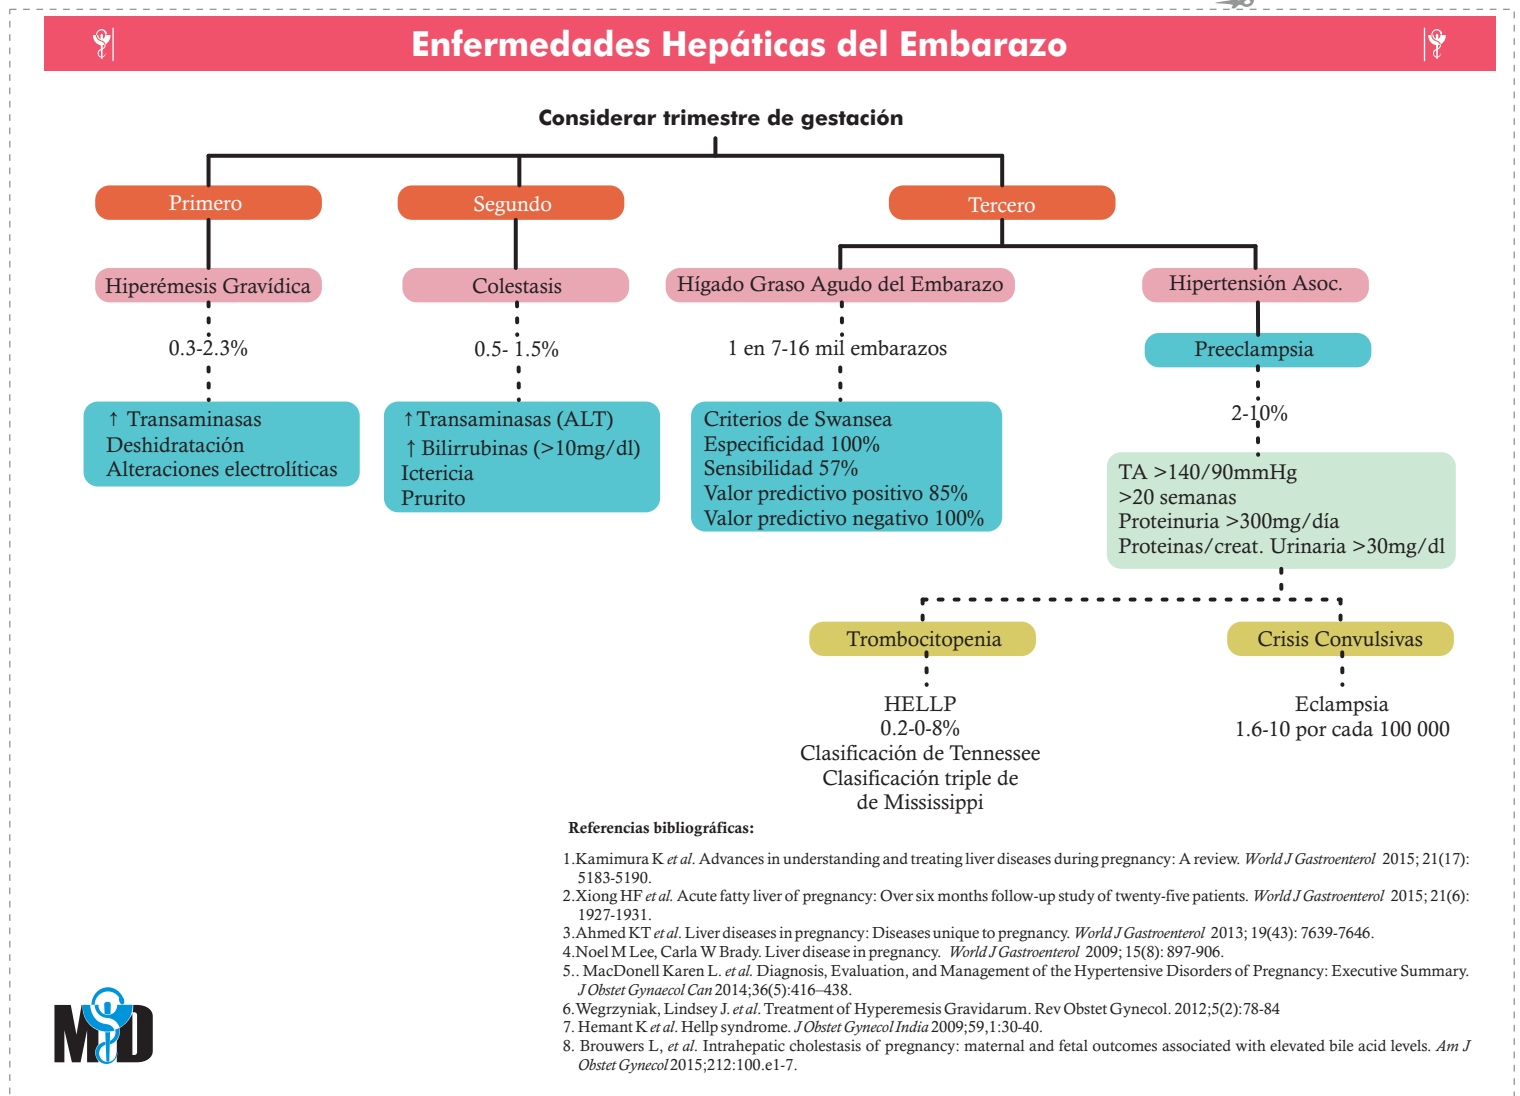 Enfermedades Hepáticas del Embarazo
Considerar trimestre de gestación
Primero
Segundo
Tercero
Hiperémesis Gravídica
Colestasis
Hígado Graso Agudo del Embarazo
Hipertensión Asoc.
0.3-2.3%
0.5- 1.5%
1 en 7-16 mil embarazos
Preeclampsia
2-10%
↑ Transaminasas
Deshidratación
Alteraciones electrolíticas
↑Transaminasas (ALT)
↑ Bilirrubinas (>10mg/dl)
Ictericia
Prurito
Criterios de Swansea
Especificidad 100%
Sensibilidad 57%
Valor predictivo positivo 85%
Valor predictivo negativo 100%
TA >140/90mmHg
>20 semanas
Proteinuria >300mg/día
Proteinas/creat. Urinaria >30mg/dl
Trombocitopenia
Crisis Convulsivas
HELLP
0.2-0-8%
Clasificación de Tennessee
Clasificación triple de
de Mississippi
Eclampsia
1.6-10 por cada 100 000
Referencias bibliográficas:
1.Kamimura K et al. Advances in understanding and treating liver diseases during pregnancy: A review. World J Gastroenterol 2015; 21(17):
5183-5190.
2.Xiong HF et al. Acute fatty liver of pregnancy: Over six months follow-up study of twenty-five patients. World J Gastroenterol 2015; 21(6):
1927-1931.
3.Ahmed KT et al. Liver diseases in pregnancy: Diseases unique to pregnancy. World J Gastroenterol 2013; 19(43): 7639-7646.
4.Noel M Lee, Carla W Brady. Liver disease in pregnancy. World J Gastroenterol 2009; 15(8): 897-906.
5.. MacDonell Karen L. et al. Diagnosis, Evaluation, and Management of the Hypertensive Disorders of Pregnancy: Executive Summary.
J Obstet Gynaecol Can 2014;36(5):416–438.
6.Wegrzyniak, Lindsey J. et al. Treatment of Hyperemesis Gravidarum. Rev Obstet Gynecol. 2012;5(2):78-84
7. Hemant K et al. Hellp syndrome. J Obstet Gynecol India 2009;59,1:30-40.
8. Brouwers L, et al. Intrahepatic cholestasis of pregnancy: maternal and fetal outcomes associated with elevated bile acid levels. Am J
Obstet Gynecol 2015;212:100.e1-7.
MD